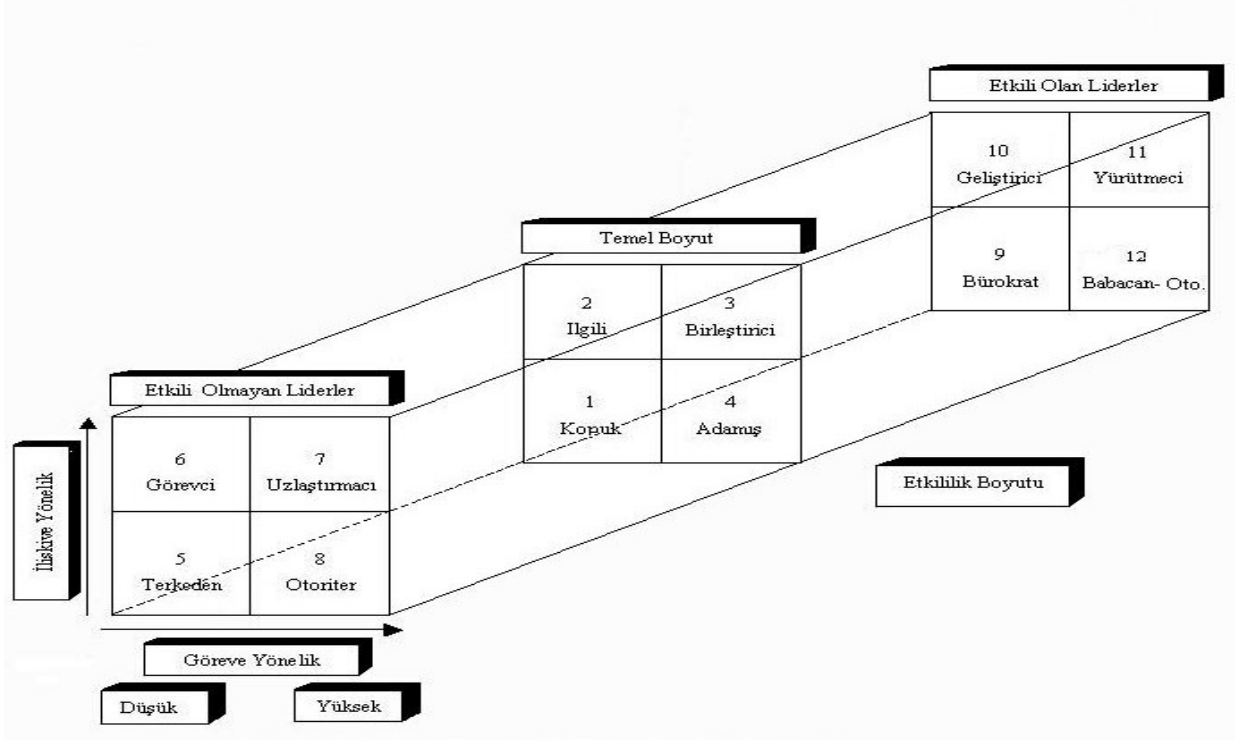 Etkili Olan Liderler
10
Geliştirici
11
Yürütmeci
9
Bürokrat
12
Babacan- Oto.
Temel Boyut
2
Ilgili
3
Birleştirici
1
Kopuk
4
Adamış
Etkili Olmayan Liderler
6
Görevci
7
Uzlaştırmacı
5
Terkeden
8
Otoriter
İliskive Yönelik
Etkililik Boyutu
Göreve Yönelik
Düşük
Yüksek